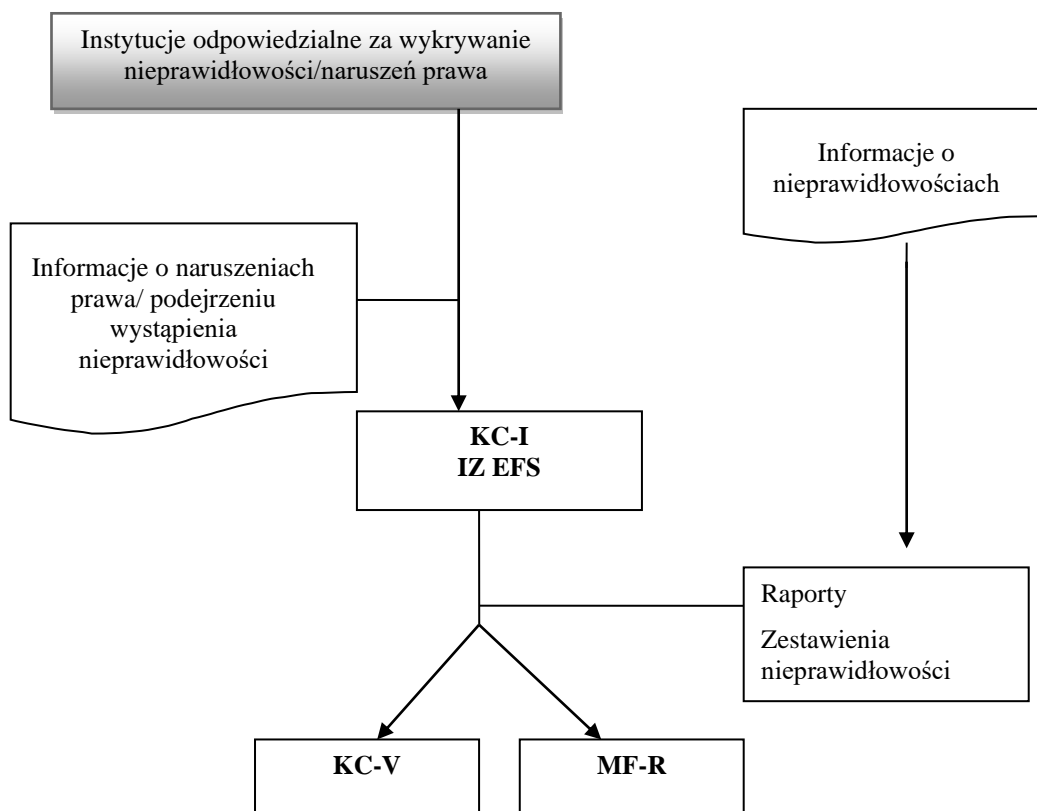 Instytucje odpowiedzialne za wykrywanie
nieprawidłowości/naruszeń prawa
Informacje o
nieprawidłowościach
Informacje o naruszeniach
prawa/ podejrzeniu
wystąpienia
nieprawidłowości
KC-I
IZ EFS
Raporty
Zestawienia
nieprawidłowości
KC-V
MF-R